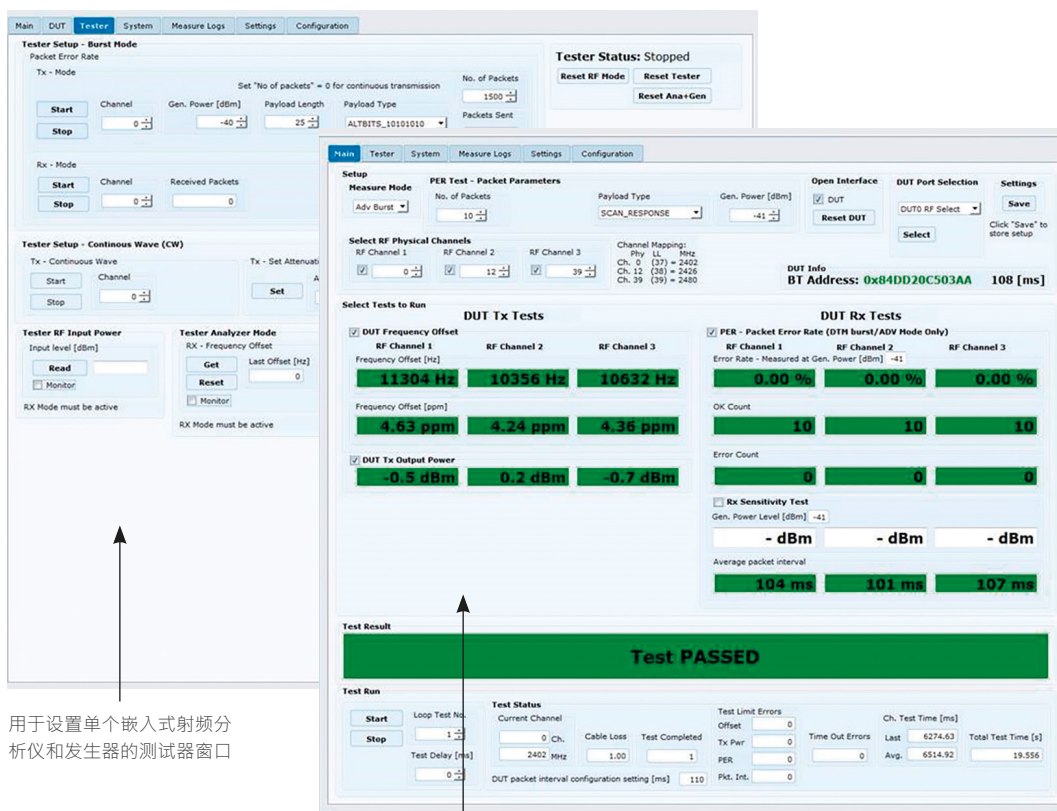 Main DUT Tester System Measure Logs Settings Configuration
Tester Setup - Burst Mode
Packet Error Rate
Tx - Mode
Set "No of packets" = 0 for continuous transmission
No. of Packets
1500
Start Channel Gen. Power [dBm] Payload Length Payload Type
0 -40 25 ALTBITS_10101010
Packets Sent
Stop
Rx - Mode
Start Channel Received Packets
Stop 0 0
Tester Status: Stopped
Reset RF Mode Reset Tester
Reset Ana+Gen
Tester Setup - Continous Wave (CW)
Tx - Continuous Wave
Start Channel
Stop 0
Tx - Set Attenuati
A
Set
Tester RF Input Power
Input level [dBm]
Read
Monitor
RX Mode must be active
Tester Analyzer Mode
RX - Frequency Offset
Get Last Offset [Hz]
Reset 0
Monitor
RX Mode must be active
用于设置单个嵌入式射频分
析仪和发生器的测试器窗口
Main Tester System Measure Logs Settings Configuration
Setup
Measure Mode
Adv Burst
PER Test - Packet Parameters
No. of Packets Payload Type Gen. Power [dBm]
10 SCAN_RESPONSE -41
Open Interface
DUT
Reset DUT
DUT Port Selection
DUT0 RF Select
Select
Settings
Save
Click "Save" to
store setup
Select RF Physical Channels
RF Channel 1 RF Channel 2 RF Channel 3
0 12 39
Channel Mapping:
Phy LL MHz
Ch. 0 (37) = 2402
Ch. 12 (38) = 2426
Ch. 39 (39) = 2480
DUT Info
BT Address: 0x84DD20C503AA 108 [ms]
Select Tests to Run
DUT Tx Tests
DUT Frequency Offset
RF Channel 1 RF Channel 2 RF Channel 3
Frequency Offset [Hz]
11304 Hz 10356 Hz 10632 Hz
Frequency Offset [ppm]
4.63 ppm 4.24 ppm 4.36 ppm
DUT Tx Output Power
-0.5 dBm 0.2 dBm -0.7 dBm
DUT Rx Tests
PER - Packet Error Rate (DTM burst/ADV Mode Only)
RF Channel 1 RF Channel 2 RF Channel 3
Error Rate - Measured at Gen. Power [dBm] -41
0.00 % 0.00 % 0.00 %
OK Count
10 10 10
Error Count
0 0 0
Rx Sensitivity Test
Gen. Power Level [dBm] -41
- dBm - dBm - dBm
Average packet interval
104 ms 101 ms 107 ms
Test Result
Test PASSED
Test Run
Start Loop Test No.
Stop 1
Test Delay [ms]
0
Test Status
Current Channel
0 Ch. Cable Loss Test Completed
2402 MHz 1.00 1
DUT packet interval configuration setting [ms] 110
Test Limit Errors
Offset 0
Tx Pwr 0
PER 0
Pkt. Int. 0
Time Out Errors
0
Ch. Test Time [ms]
Last 6274.63
Avg. 6514.92
Total Test Time [s]
19.556